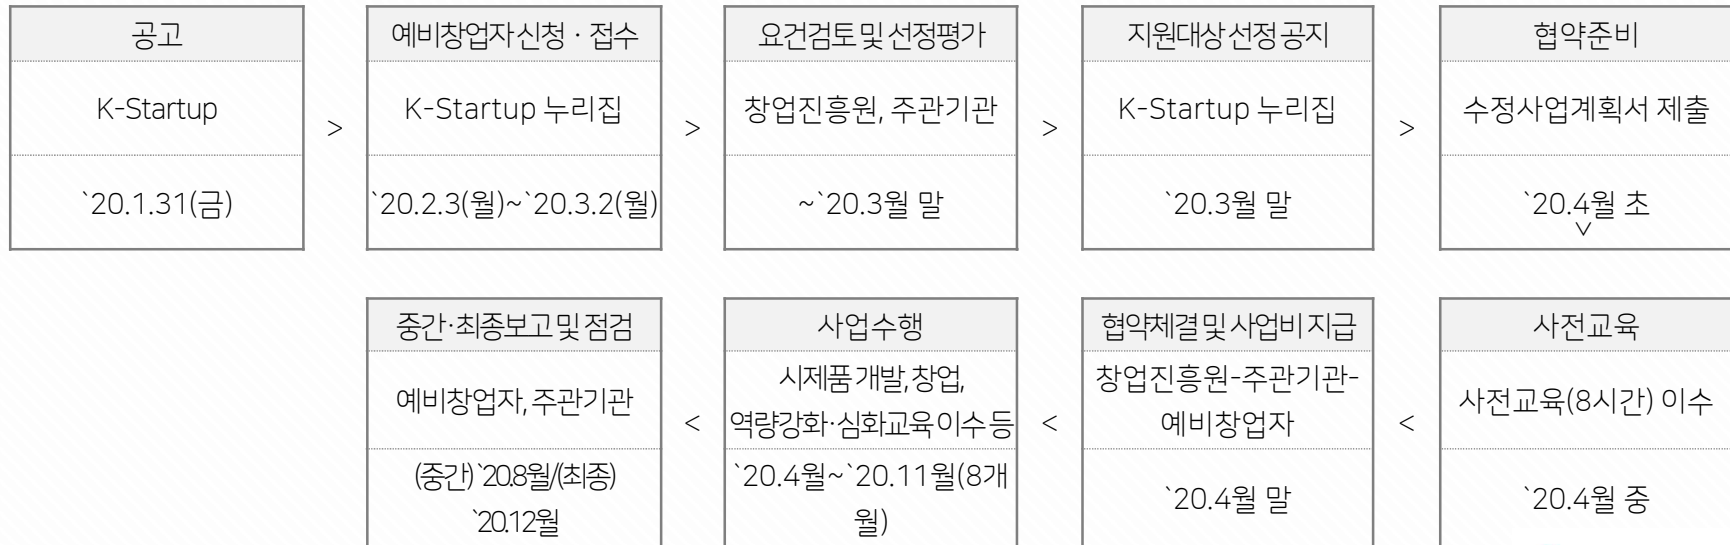 공고
K-Startup
`20.1.31(금)
>
예비창업자 신청 · 접수
K-Startup 누리집
`20.2.3(월)~`20.3.2(월)
>
요건검토 및 선정평가
창업진흥원, 주관기관
~`20.3월 말
>
지원대상 선정 공지
K-Startup 누리집
`20.3월 말
>
협약준비
수정사업계획서 제출
`20.4월 초
>
사전교육
사전교육(8시간) 이수
`20.4월 중
<
협약체결 및 사업비 지급
창업진흥원-주관기관-
예비창업자
`20.4월 말
<
사업수행
시제품 개발, 창업,
역량강화·심화교육 이수 등
`20.4월~`20.11월(8개
월)
<
중간·최종보고 및 점검
예비창업자, 주관기관
(중간) `20.8월/(최종)
`20.12월